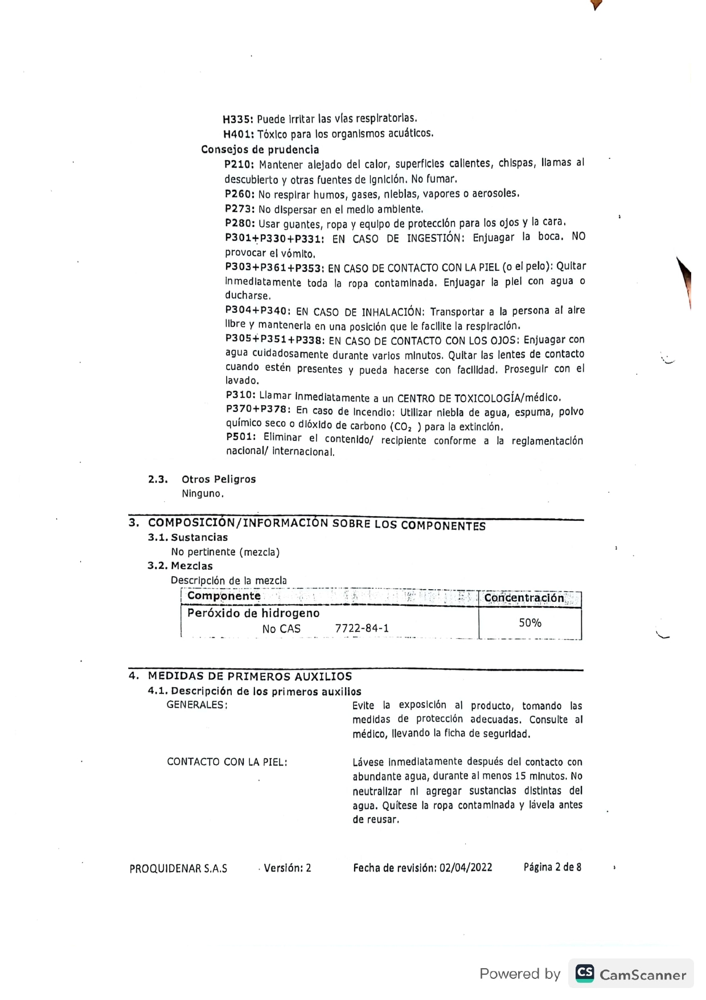 H335: Puede irritar las vías respiratorias.
H401: Tóxico para los organismos acuáticos.
Consejos de prudencia
P210: Mantener alejado del calor, superficies calientes, chispas, llamas al
descubierto y otras fuentes de ignición. No fumar.
P260: No respirar humos, gases, nieblas, vapores o aerosoles.
P273: No dispersar en el medio ambiente.
P280: Usar guantes, ropa y equipo de protección para los ojos y la cara.
P301+P330+P331: EN CASO DE INGESTIÓN: Enjuagar la boca. NO
provocar el vómito.
P303+P361+P353: EN CASO DE CONTACTO CON LA PIEL (o el pelo): Quitar
inmediatamente toda la ropa contaminada. Enjuagar la piel con agua o
ducharse.
P304+P340: EN CASO DE INHALACIÓN: Transportar a la persona al aire
libre y mantenerla en una posición que le facilite la respiración.
P305+P351+P338: EN CASO DE CONTACTO CON LOS OJOS: Enjuagar con
agua cuidadosamente durante varios minutos. Quitar las lentes de contacto
cuando estén presentes y pueda hacerse con facilidad. Proseguir con el
lavado.
P310: Llamar inmediatamente a un CENTRO DE TOXICOLOGÍA/médico.
P370+P378: En caso de incendio: Utilizar niebla de agua, espuma, polvo
químico seco o dióxido de carbono (CO₂ ) para la extinción.
P501: Eliminar el contenido/ recipiente conforme a la reglamentación
nacional/ internacional.
2.3. Otros Peligros
Ninguno.
3. COMPOSICIÓN/INFORMACIÓN SOBRE LOS COMPONENTES
3.1. Sustancias
No pertinente (mezcla)
3.2. Mezclas
Descripción de la mezcla
Componente Concentración
Peróxido de hidrogeno
No CAS 7722-84-1 50%
4. MEDIDAS DE PRIMEROS AUXILIOS
4.1. Descripción de los primeros auxilios
GENERALES: Evite la exposición al producto, tomando las
medidas de protección adecuadas. Consulte al
médico, llevando la ficha de seguridad.
CONTACTO CON LA PIEL: Lávese inmediatamente después del contacto con
abundante agua, durante al menos 15 minutos. No
neutralizar ni agregar sustancias distintas del
agua. Quítese la ropa contaminada y lávela antes
de reusar.
PROQUIDENAR S.A.S Versión: 2 Fecha de revisión: 02/04/2022 Página 2 de 8
Powered by CS CamScanner